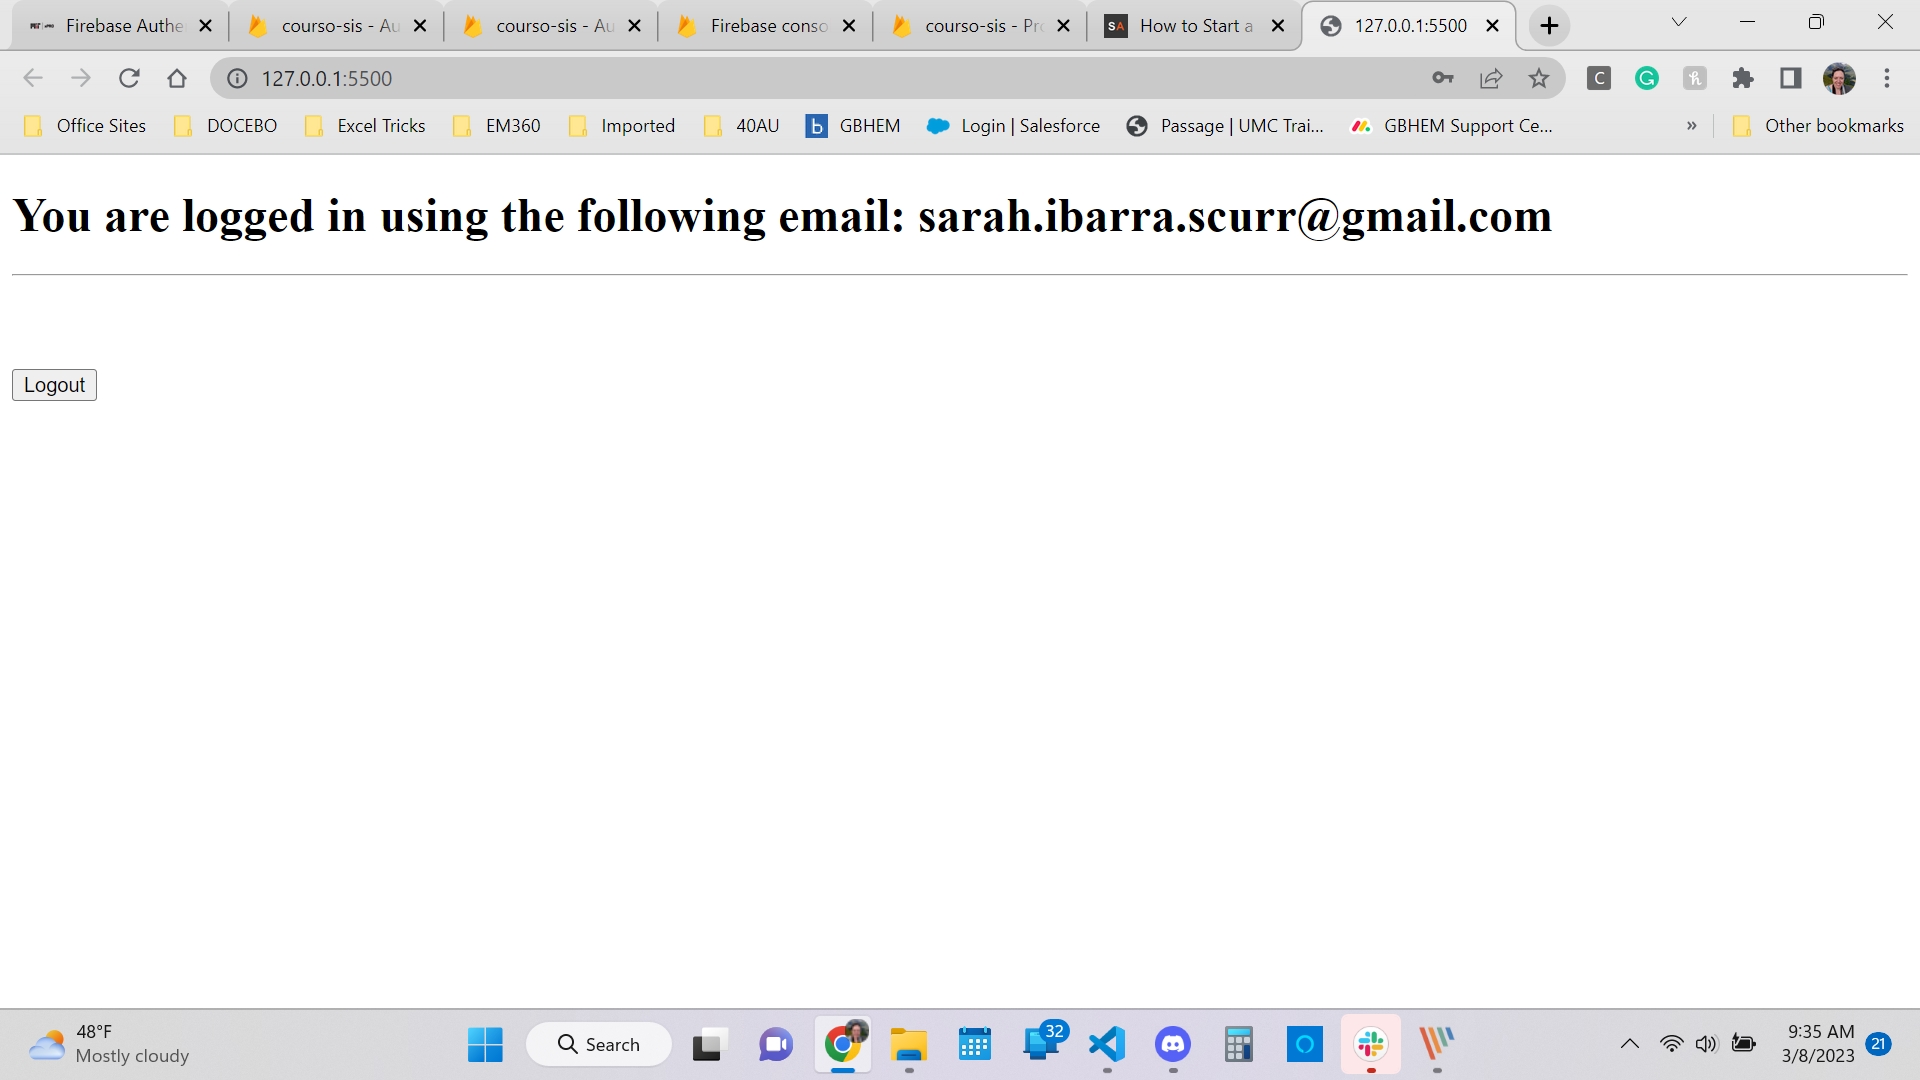 Firebase Authe
courso-sis - Au
courso-sis - Au
Firebase conso
courso-sis - Pro
SA How to Start a
127.0.0.1:5500
127.0.0.1:5500
Office Sites
DOCEBO
Excel Tricks
EM360
Imported
40AU
b GBHEM
Login | Salesforce
Passage | UMC Trai...
GBHEM Support Ce...
»
Other bookmarks
You are logged in using the following email: sarah.ibarra.scurr@gmail.com
Logout
48°F
Mostly cloudy
Search
32
9:35 AM
3/8/2023
21